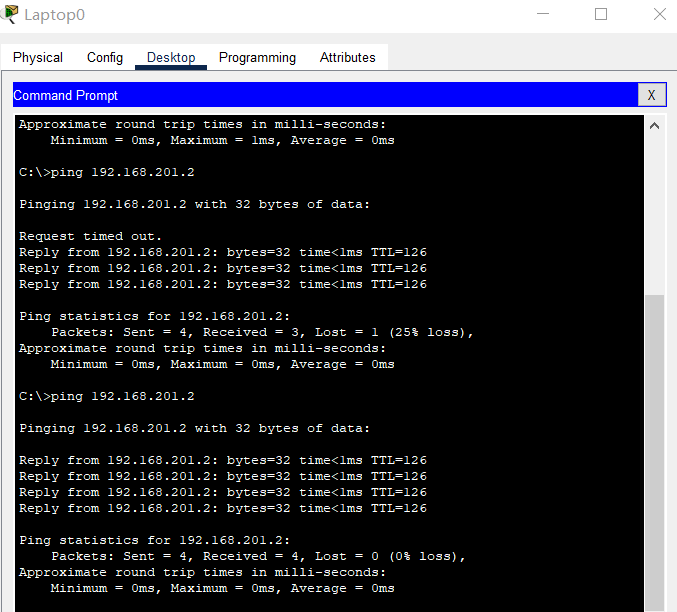 Laptop0
Physical Config Desktop Programming Attributes
Command Prompt X
Approximate round trip times in milli-seconds:
    Minimum = 0ms, Maximum = 1ms, Average = 0ms
C:\>ping 192.168.201.2
Pinging 192.168.201.2 with 32 bytes of data:
Request timed out.
Reply from 192.168.201.2: bytes=32 time<1ms TTL=126
Reply from 192.168.201.2: bytes=32 time<1ms TTL=126
Reply from 192.168.201.2: bytes=32 time<1ms TTL=126
Ping statistics for 192.168.201.2:
    Packets: Sent = 4, Received = 3, Lost = 1 (25% loss),
Approximate round trip times in milli-seconds:
    Minimum = 0ms, Maximum = 0ms, Average = 0ms
C:\>ping 192.168.201.2
Pinging 192.168.201.2 with 32 bytes of data:
Reply from 192.168.201.2: bytes=32 time<1ms TTL=126
Reply from 192.168.201.2: bytes=32 time<1ms TTL=126
Reply from 192.168.201.2: bytes=32 time<1ms TTL=126
Reply from 192.168.201.2: bytes=32 time<1ms TTL=126
Ping statistics for 192.168.201.2:
    Packets: Sent = 4, Received = 4, Lost = 0 (0% loss),
Approximate round trip times in milli-seconds:
    Minimum = 0ms, Maximum = 0ms, Average = 0ms